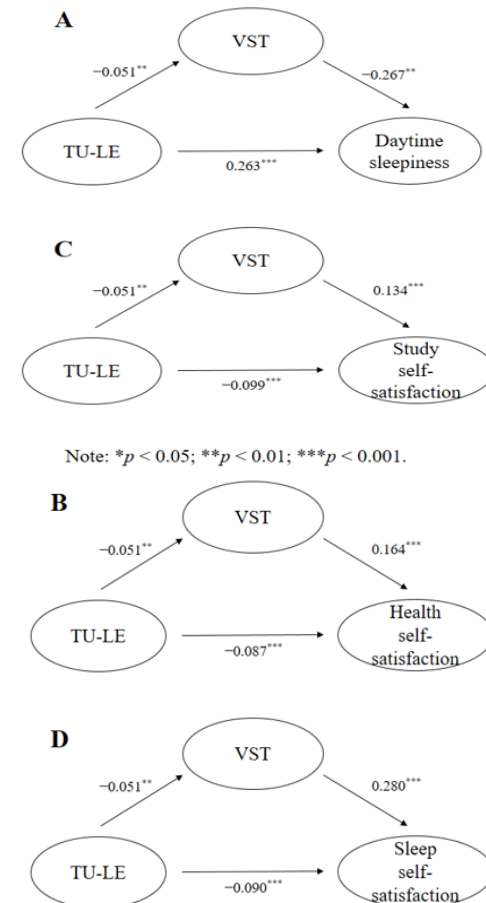 A
VST
−0.051**
−0.267**
TU-LE
0.263***
Daytime
sleepiness
C
VST
−0.051**
0.134***
TU-LE
−0.099***
Study
self-
satisfaction
Note: *p < 0.05; **p < 0.01; ***p < 0.001.
B
VST
−0.051**
0.164***
TU-LE
−0.087***
Health
self-
satisfaction
D
VST
−0.051**
0.280***
TU-LE
−0.090***
Sleep
self-
satisfaction